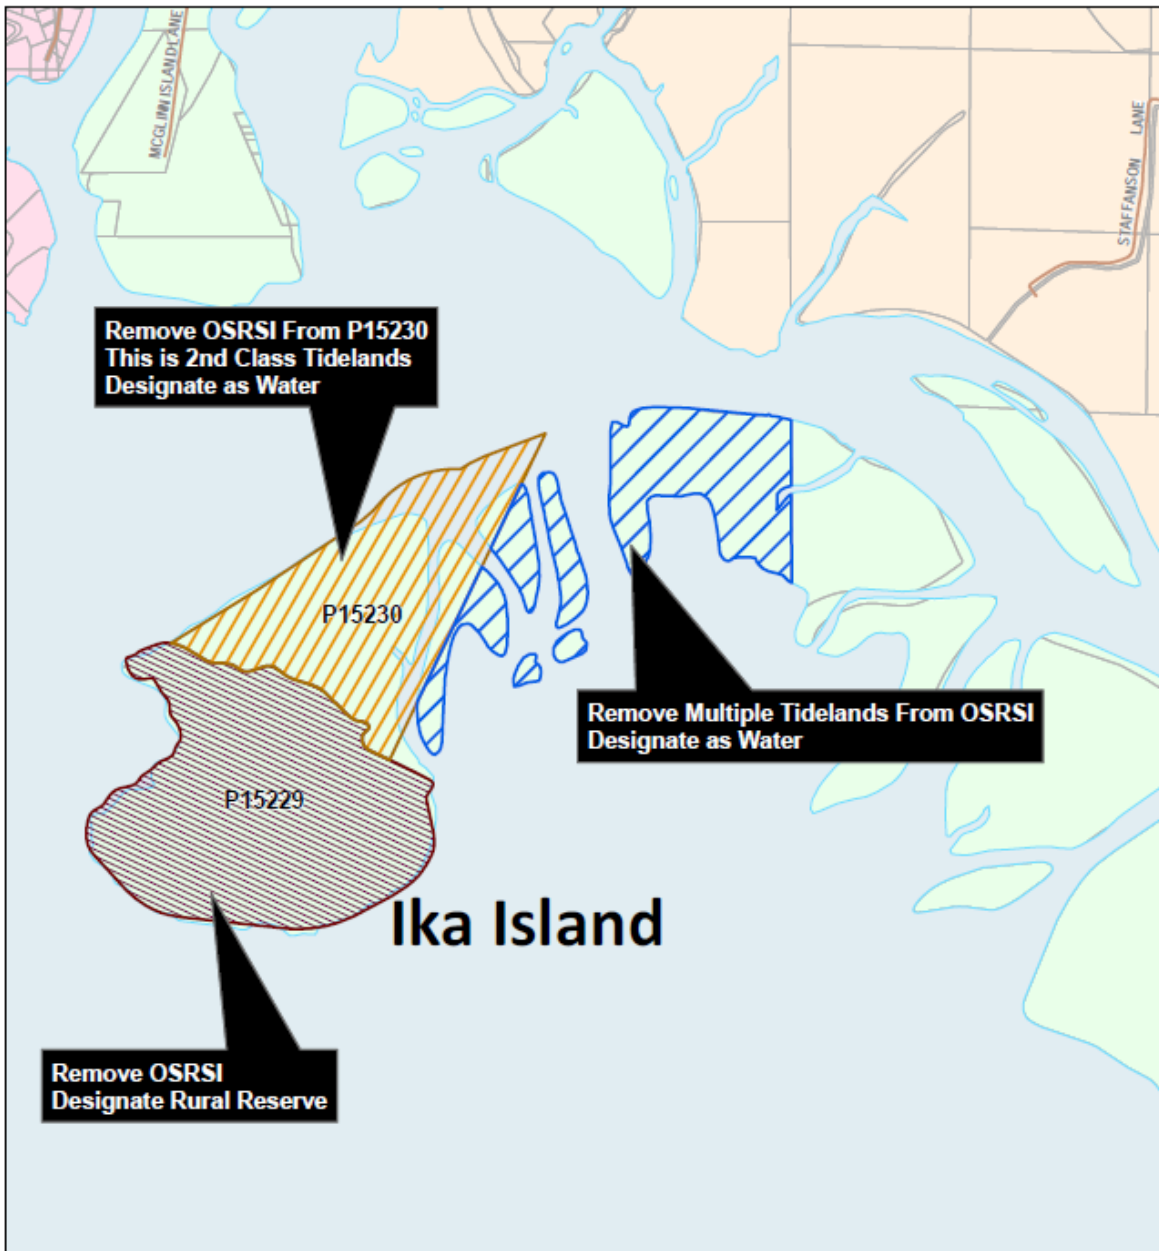 MCGLINN ISLAND LANE
STAFFANSON LANE
Remove OSRSI From P15230
This is 2nd Class Tidelands
Designate as Water
P15230
Remove Multiple Tidelands From OSRSI
Designate as Water
P15229
Ika Island
Remove OSRSI
Designate Rural Reserve